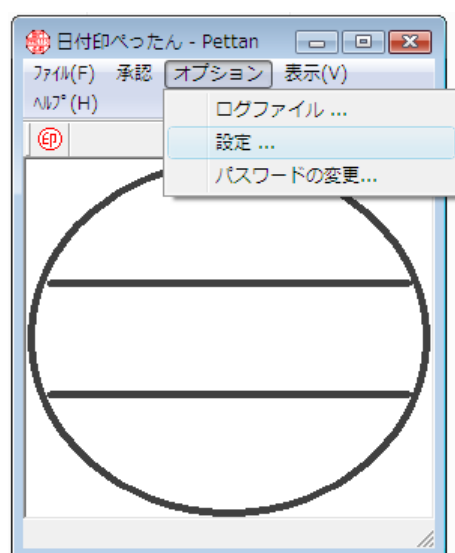 日付印ぺったん - Pettan
ﾌｧｲﾙ(F) 承認 オプション 表示(V)
ﾍﾙﾌﾟ(H)
ログファイル ...
印
設定 ...
パスワードの変更...